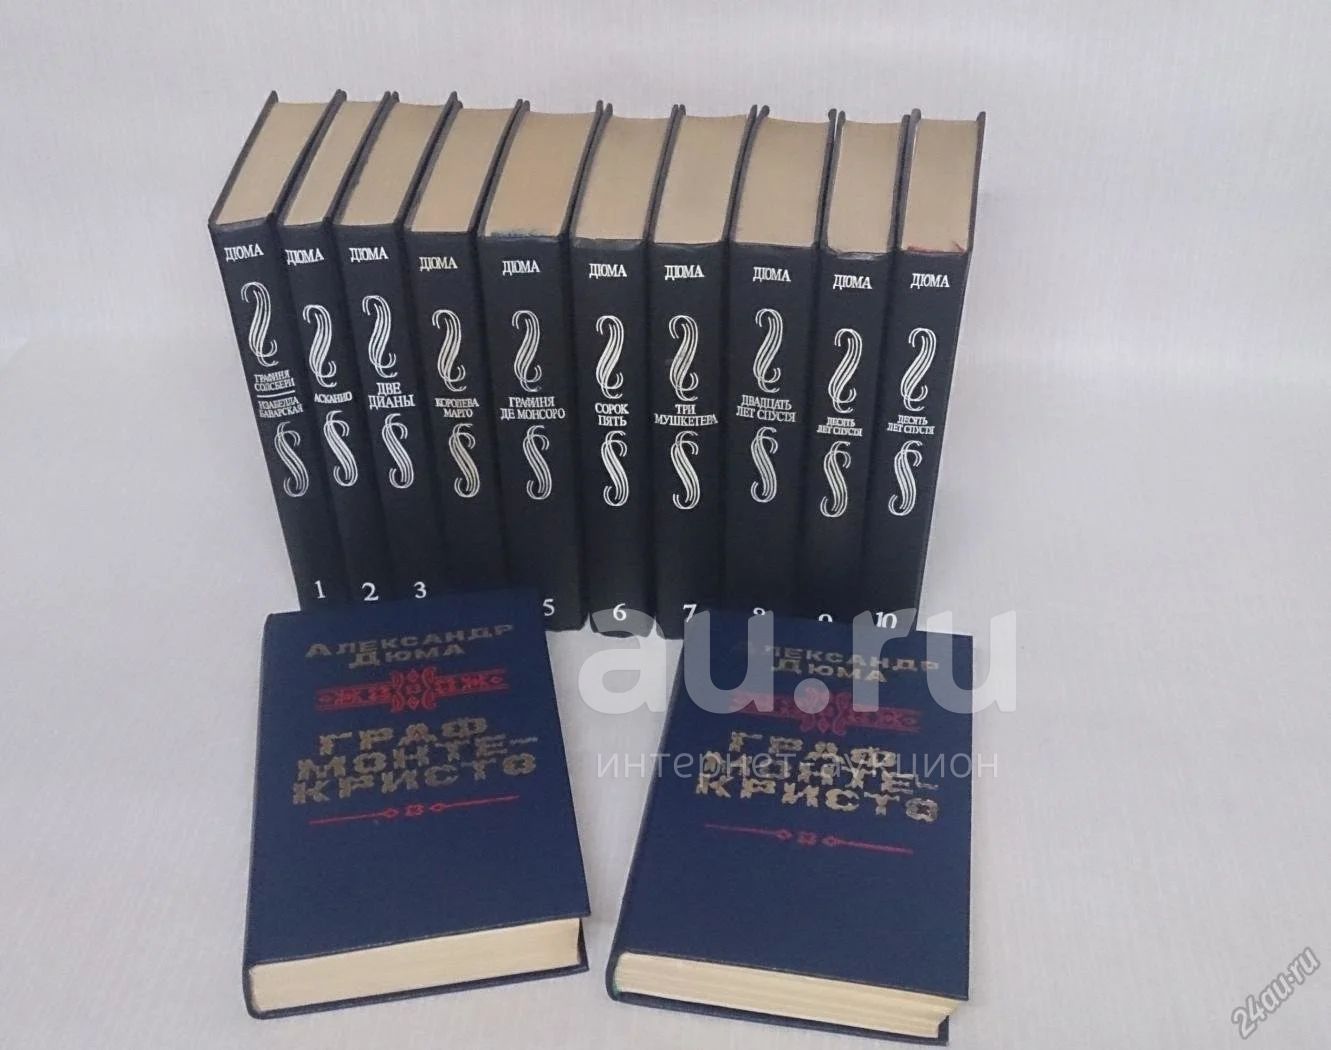 ДЮМА
ГРАФИНЯ
СОЛСБЕРИ
ИЗАБЕЛЛА
БАВАРСКАЯ
1
ДЮМА
АСКАНИО
2
ДЮМА
ДВЕ
ДИАНЫ
3
ДЮМА
КОРОЛЕВА
МАРГО
ДЮМА
ГРАФИНЯ
ДЕ МОНСОРО
5
ДЮМА
СОРОК
ПЯТЬ
6
ДЮМА
ТРИ
МУШКЕТЕРА
7
ДЮМА
ДВАДЦАТЬ
ЛЕТ СПУСТЯ
8
ДЮМА
ДЕСЯТЬ
ЛЕТ СПУСТЯ
9
ДЮМА
ДЕСЯТЬ
ЛЕТ СПУСТЯ
10
АЛЕКСАНДР
ДЮМА
ГРАФ
МОНТЕ-
КРИСТО
АЛЕКСАНДР
ДЮМА
ГРАФ
МОНТЕ-
КРИСТО
au.ru
интернет-аукцион
24au.ru